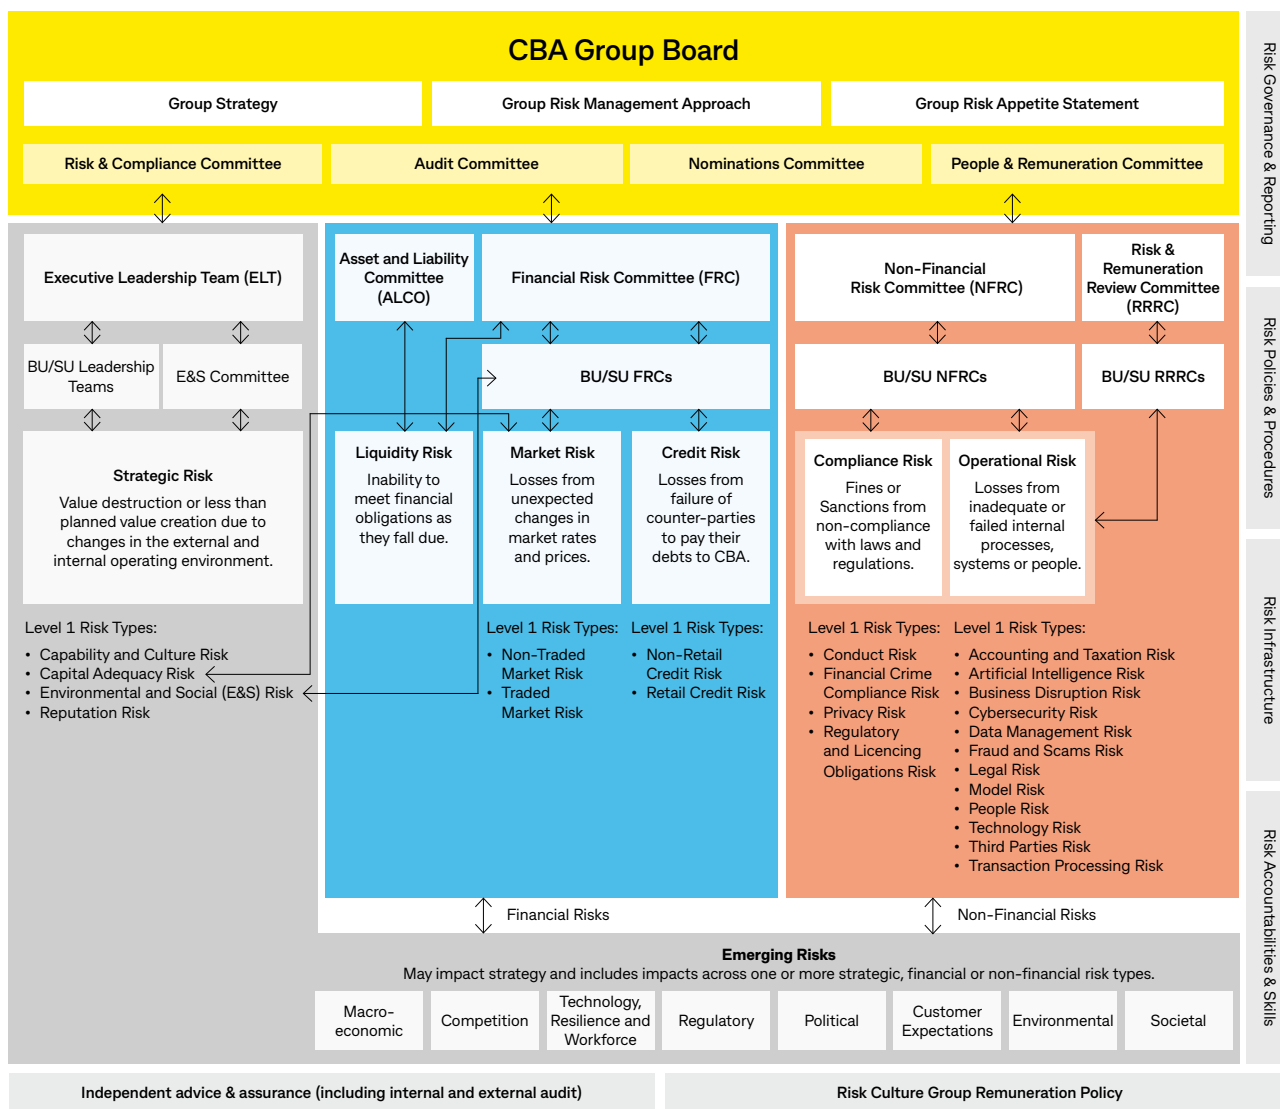 CBA Group Board
Group Strategy
Group Risk Management Approach
Group Risk Appetite Statement
Risk & Compliance Committee
Audit Committee
Nominations Committee
People & Remuneration Committee
Executive Leadership Team (ELT)
BU/SU Leadership
Teams
E&S Committee
Strategic Risk
Value destruction or less than
planned value creation due to
changes in the external and
internal operating environment.
Level 1 Risk Types:
• Capability and Culture Risk
• Capital Adequacy Risk
• Environmental and Social (E&S) Risk
• Reputation Risk
Asset and Liability
Committee
(ALCO)
Financial Risk Committee (FRC)
BU/SU FRCs
Liquidity Risk
Inability to
meet financial
obligations as
they fall due.
Market Risk
Losses from
unexpected
changes in
market rates
and prices.
Level 1 Risk Types:
• Non-Traded
Market Risk
• Traded
Market Risk
Credit Risk
Losses from
failure of
counter-parties
to pay their
debts to CBA.
Level 1 Risk Types:
• Non-Retail
Credit Risk
• Retail Credit Risk
Non-Financial
Risk Committee (NFRC)
Risk &
Remuneration
Review Committee
(RRRC)
BU/SU NFRCs
BU/SU RRRCs
Compliance Risk
Fines or
Sanctions from
non-compliance
with laws and
regulations.
Level 1 Risk Types:
• Conduct Risk
• Financial Crime
Compliance Risk
• Privacy Risk
• Regulatory
and Licencing
Obligations Risk
Operational Risk
Losses from
inadequate or
failed internal
processes,
systems or people.
Level 1 Risk Types:
• Accounting and Taxation Risk
• Artificial Intelligence Risk
• Business Disruption Risk
• Cybersecurity Risk
• Data Management Risk
• Fraud and Scams Risk
• Legal Risk
• Model Risk
• People Risk
• Technology Risk
• Third Parties Risk
• Transaction Processing Risk
Financial Risks
Non-Financial Risks
Emerging Risks
May impact strategy and includes impacts across one or more strategic, financial or non-financial risk types.
Macro-
economic
Competition
Technology,
Resilience and
Workforce
Regulatory
Political
Customer
Expectations
Environmental
Societal
Independent advice & assurance (including internal and external audit)
Risk Culture Group Remuneration Policy
Risk Governance & Reporting
Risk Policies & Procedures
Risk Infrastructure
Risk Accountabilities & Skills